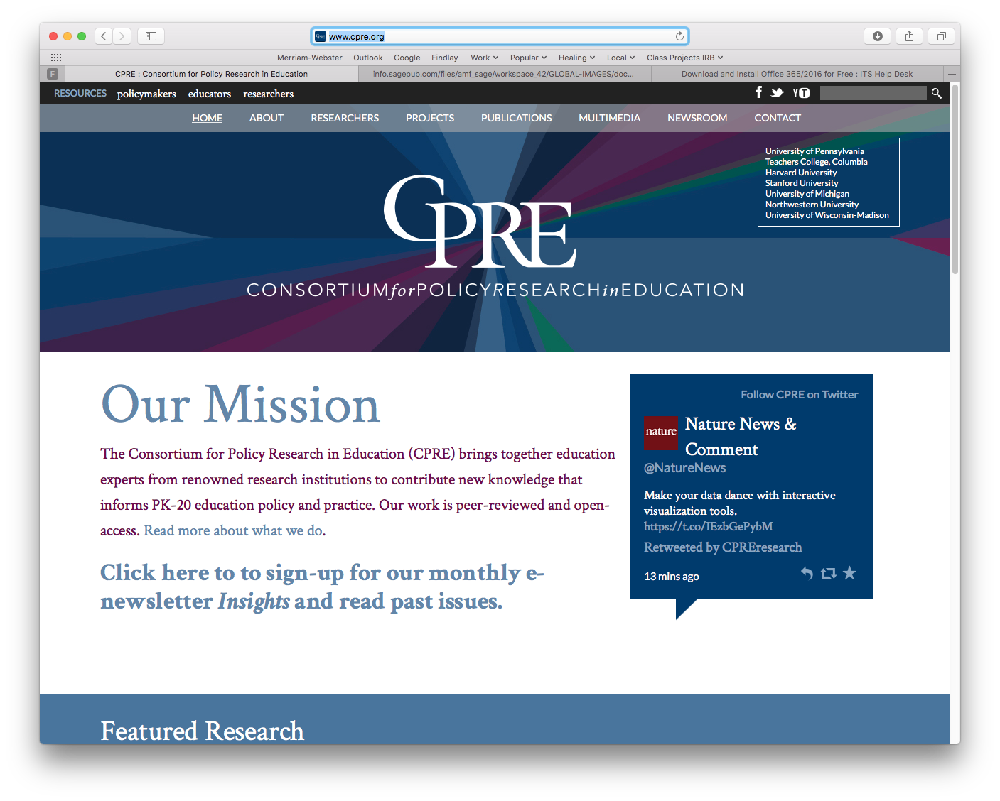 www.cpre.org
Merriam-Webster Outlook Google Findlay Work Popular Healing Local Class Projects IRB
F CPRE : Consortium for Policy Research in Education info.sagepub.com/files/amf_sage/workspace_42/GLOBAL-IMAGES/doc... Download and Install Office 365/2016 for Free : ITS Help Desk
RESOURCES policymakers educators researchers
HOME ABOUT RESEARCHERS PROJECTS PUBLICATIONS MULTIMEDIA NEWSROOM CONTACT
University of Pennsylvania
Teachers College, Columbia
Harvard University
Stanford University
University of Michigan
Northwestern University
University of Wisconsin-Madison
CPRE
CONSORTIUMforPOLICYRESEARCHinEDUCATION
Our Mission
The Consortium for Policy Research in Education (CPRE) brings together education
experts from renowned research institutions to contribute new knowledge that
informs PK-20 education policy and practice. Our work is peer-reviewed and open-
access. Read more about what we do.
Click here to to sign-up for our monthly e-
newsletter Insights and read past issues.
Follow CPRE on Twitter
nature
Nature News &
Comment
@NatureNews
Make your data dance with interactive
visualization tools.
https://t.co/IEzbGePybM
Retweeted by CPREresearch
13 mins ago
Featured Research